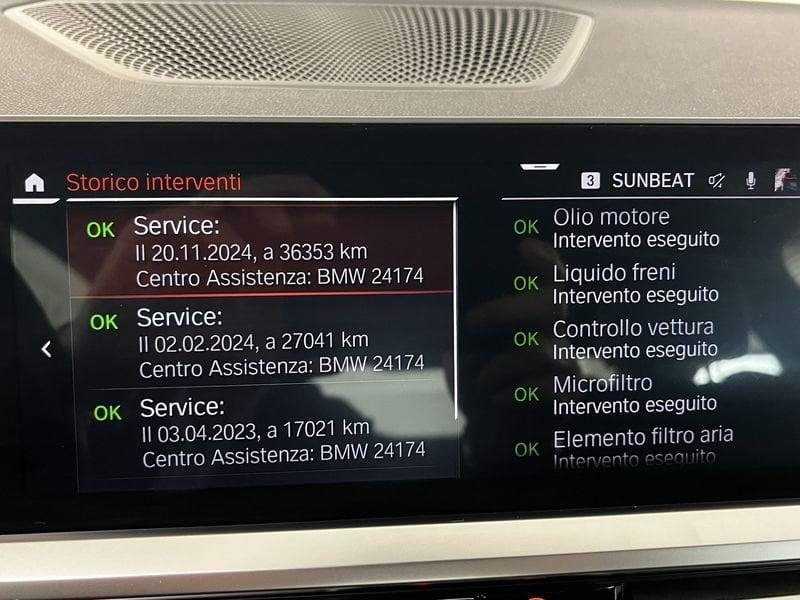 Storico interventi
3 SUNBEAT
OK Service:
Il 20.11.2024, a 36353 km
Centro Assistenza: BMW 24174
OK Service:
Il 02.02.2024, a 27041 km
Centro Assistenza: BMW 24174
OK Service:
Il 03.04.2023, a 17021 km
Centro Assistenza: BMW 24174
OK Olio motore
Intervento eseguito
OK Liquido freni
Intervento eseguito
OK Controllo vettura
Intervento eseguito
OK Microfiltro
Intervento eseguito
OK Elemento filtro aria
Intervento eseguito